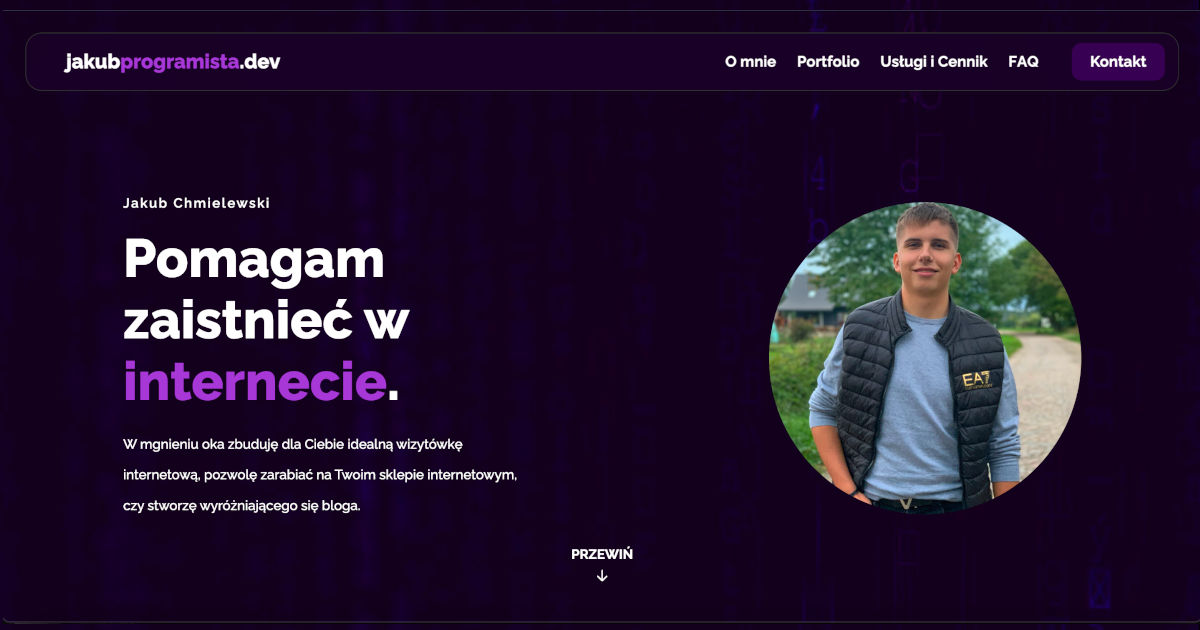 jakubprogramista.dev
O mnie Portfolio Usługi i Cennik FAQ Kontakt
Jakub Chmielewski
Pomagam
zaistnieć w
internecie.
W mgnieniu oka zbuduję dla Ciebie idealną wizytówkę
internetową, pozwolę zarabiać na Twoim sklepie internetowym,
czy stworzę wyróżniającego się bloga.
EA7
PRZEWIŃ